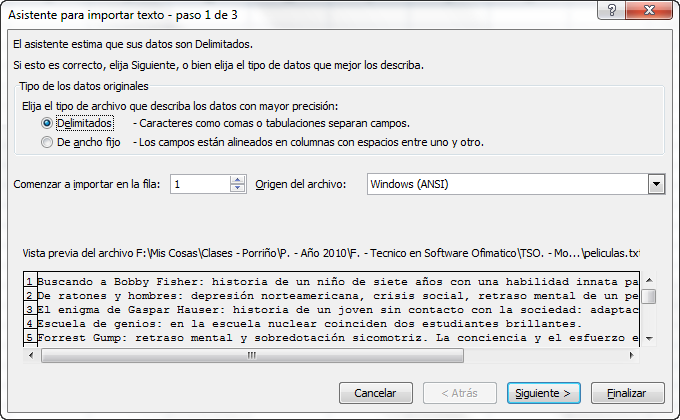 Asistente para importar texto - paso 1 de 3
El asistente estima que sus datos son Delimitados.
Si esto es correcto, elija Siguiente, o bien elija el tipo de datos que mejor los describa.
Tipo de los datos originales
Elija el tipo de archivo que describa los datos con mayor precisión:
Delimitados - Caracteres como comas o tabulaciones separan campos.
De ancho fijo - Los campos están alineados en columnas con espacios entre uno y otro.
Comenzar a importar en la fila: 1 Origen del archivo: Windows (ANSI)
Vista previa del archivo F:\Mis Cosas\Clases - Porriño\P. - Año 2010\F. - Tecnico en Software Ofimatico\TSO. - Mo...\peliculas.tx
1 Buscando a Bobby Fisher: historia de un niño de siete años con una habilidad innata pa
2 De ratones y hombres: depresión norteamericana, crisis social, retraso mental de un pe
3 El enigma de Gaspar Hauser: historia de un joven sin contacto con la sociedad: adaptac
4 Escuela de genios: en la escuela nuclear coinciden dos estudiantes brillantes.
5 Forrest Gump: retraso mental y sobredotación sicomotriz. La conciencia y el esfuerzo e
Cancelar < Atrás Siguiente > Finalizar